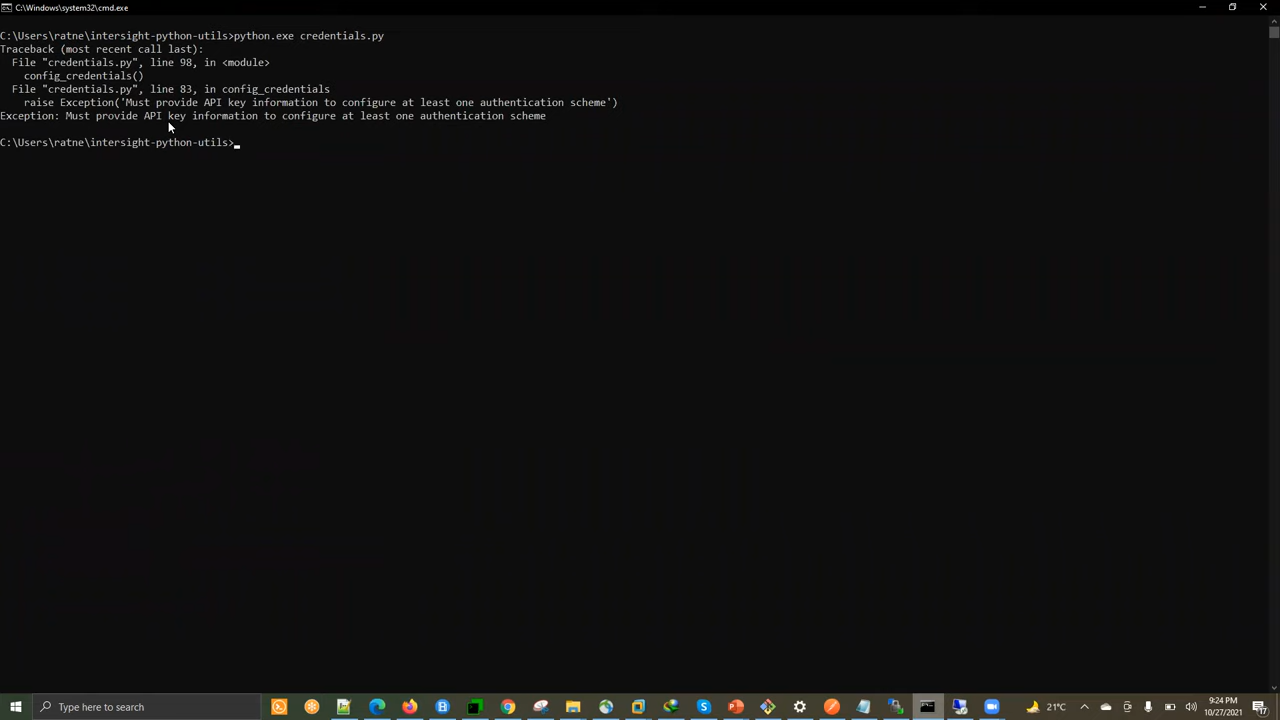 C:\Windows\system32\cmd.exe
C:\Users\ratne\intersight-python-utils>python.exe credentials.py
Traceback (most recent call last):
  File "credentials.py", line 98, in <module>
    config_credentials()
  File "credentials.py", line 83, in config_credentials
    raise Exception('Must provide API key information to configure at least one authentication scheme')
Exception: Must provide API key information to configure at least one authentication scheme
C:\Users\ratne\intersight-python-utils>
Type here to search
21°C
9:24 PM
10/27/2021